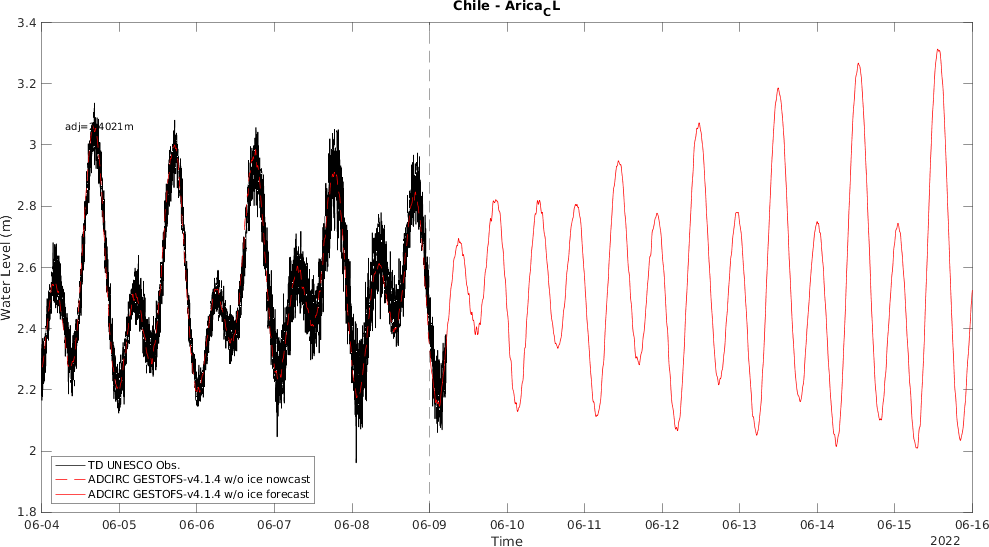 Chile - Arica_CL
3.4
3.2
3
2.8
2.6
2.4
2.2
2
1.8
Water Level (m)
TD UNESCO Obs.
ADCIRC GESTOFS-v4.1.4 w/o ice nowcast
ADCIRC GESTOFS-v4.1.4 w/o ice forecast
06-04 06-05 06-06 06-07 06-08 06-09 06-10 06-11 06-12 06-13 06-14 06-15 06-16
Time
2022